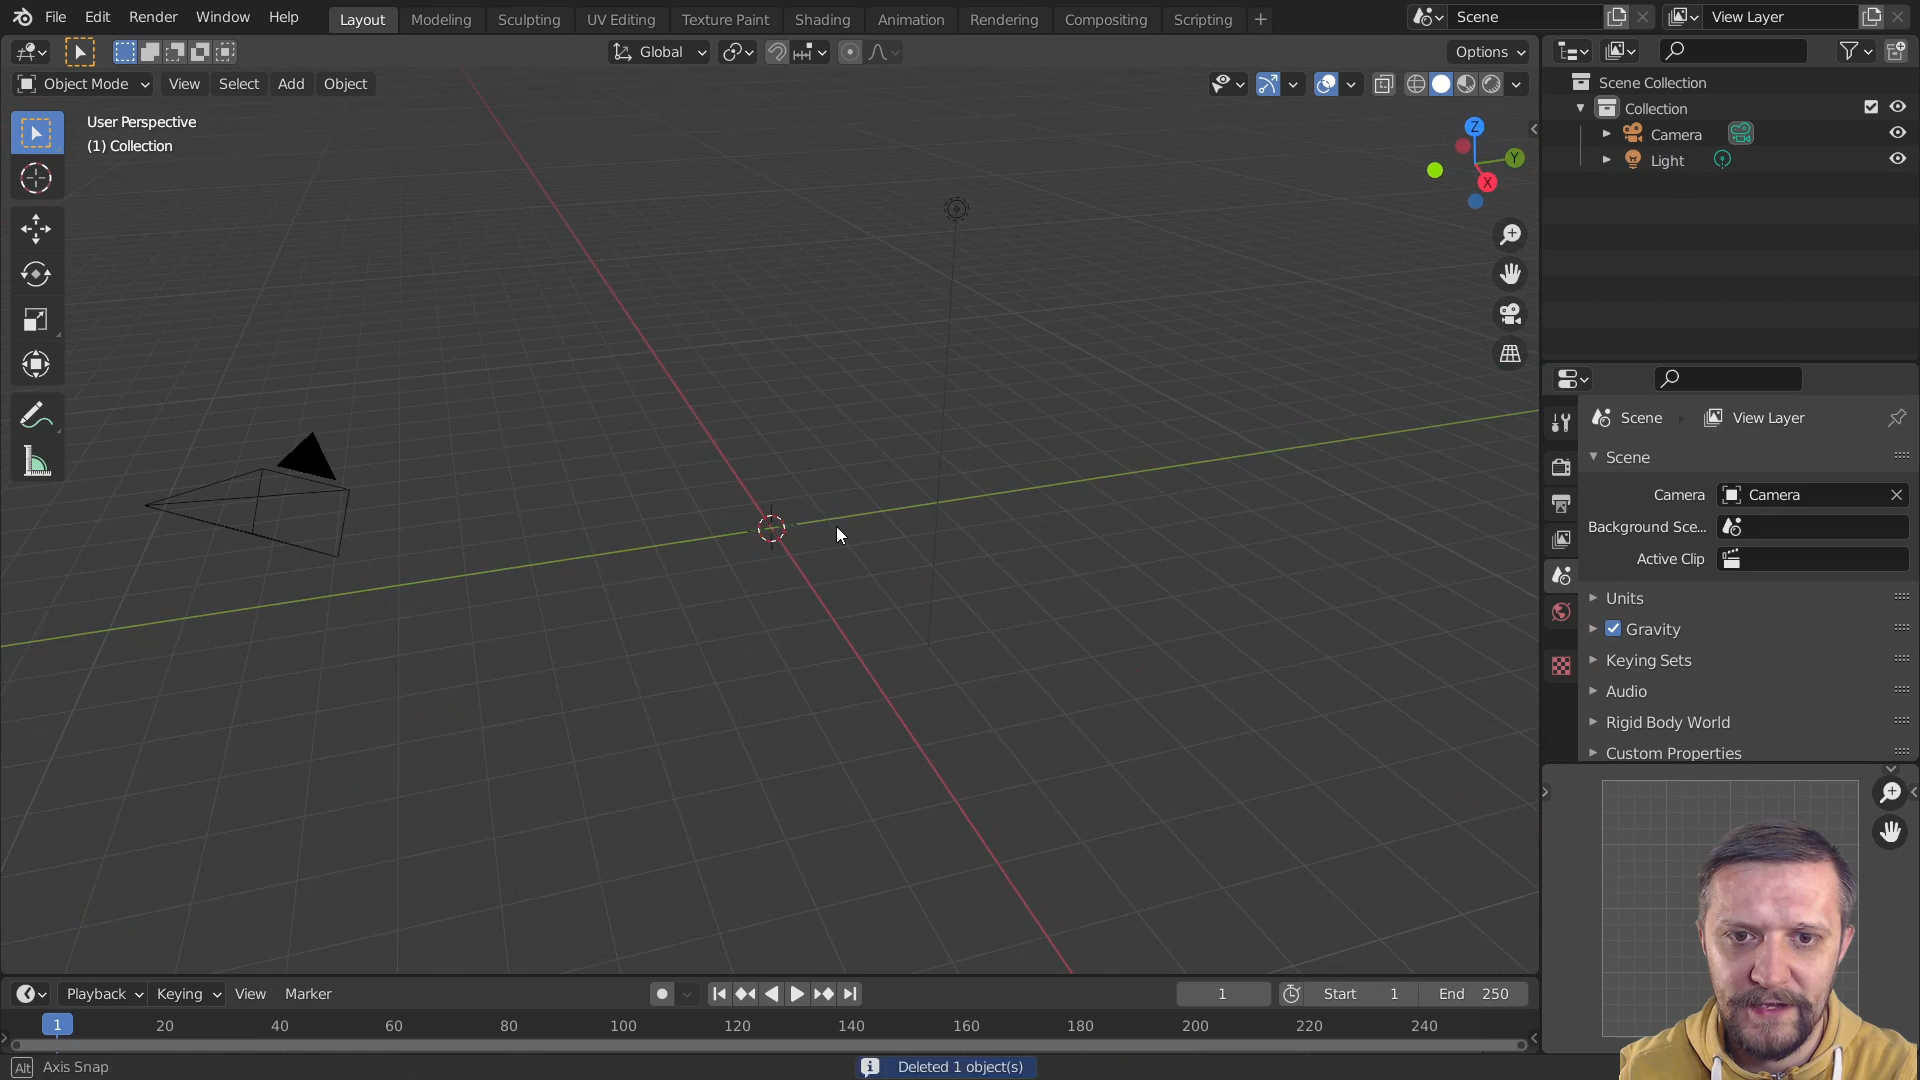 File Edit Render Window Help Layout Modeling Sculpting UV Editing Texture Paint Shading Animation Rendering Compositing Scripting + Scene View Layer
Global Options
Object Mode View Select Add Object
User Perspective
(1) Collection
Z
Y
X
Scene Collection
Collection
Camera
Light
Scene View Layer
Scene
Camera Camera
Background Sce...
Active Clip
Units
Gravity
Keying Sets
Audio
Rigid Body World
Custom Properties
Playback Keying View Marker 1 Start 1 End 250
1 20 40 60 80 100 120 140 160 180 200 220 240
Alt Axis Snap Deleted 1 object(s)